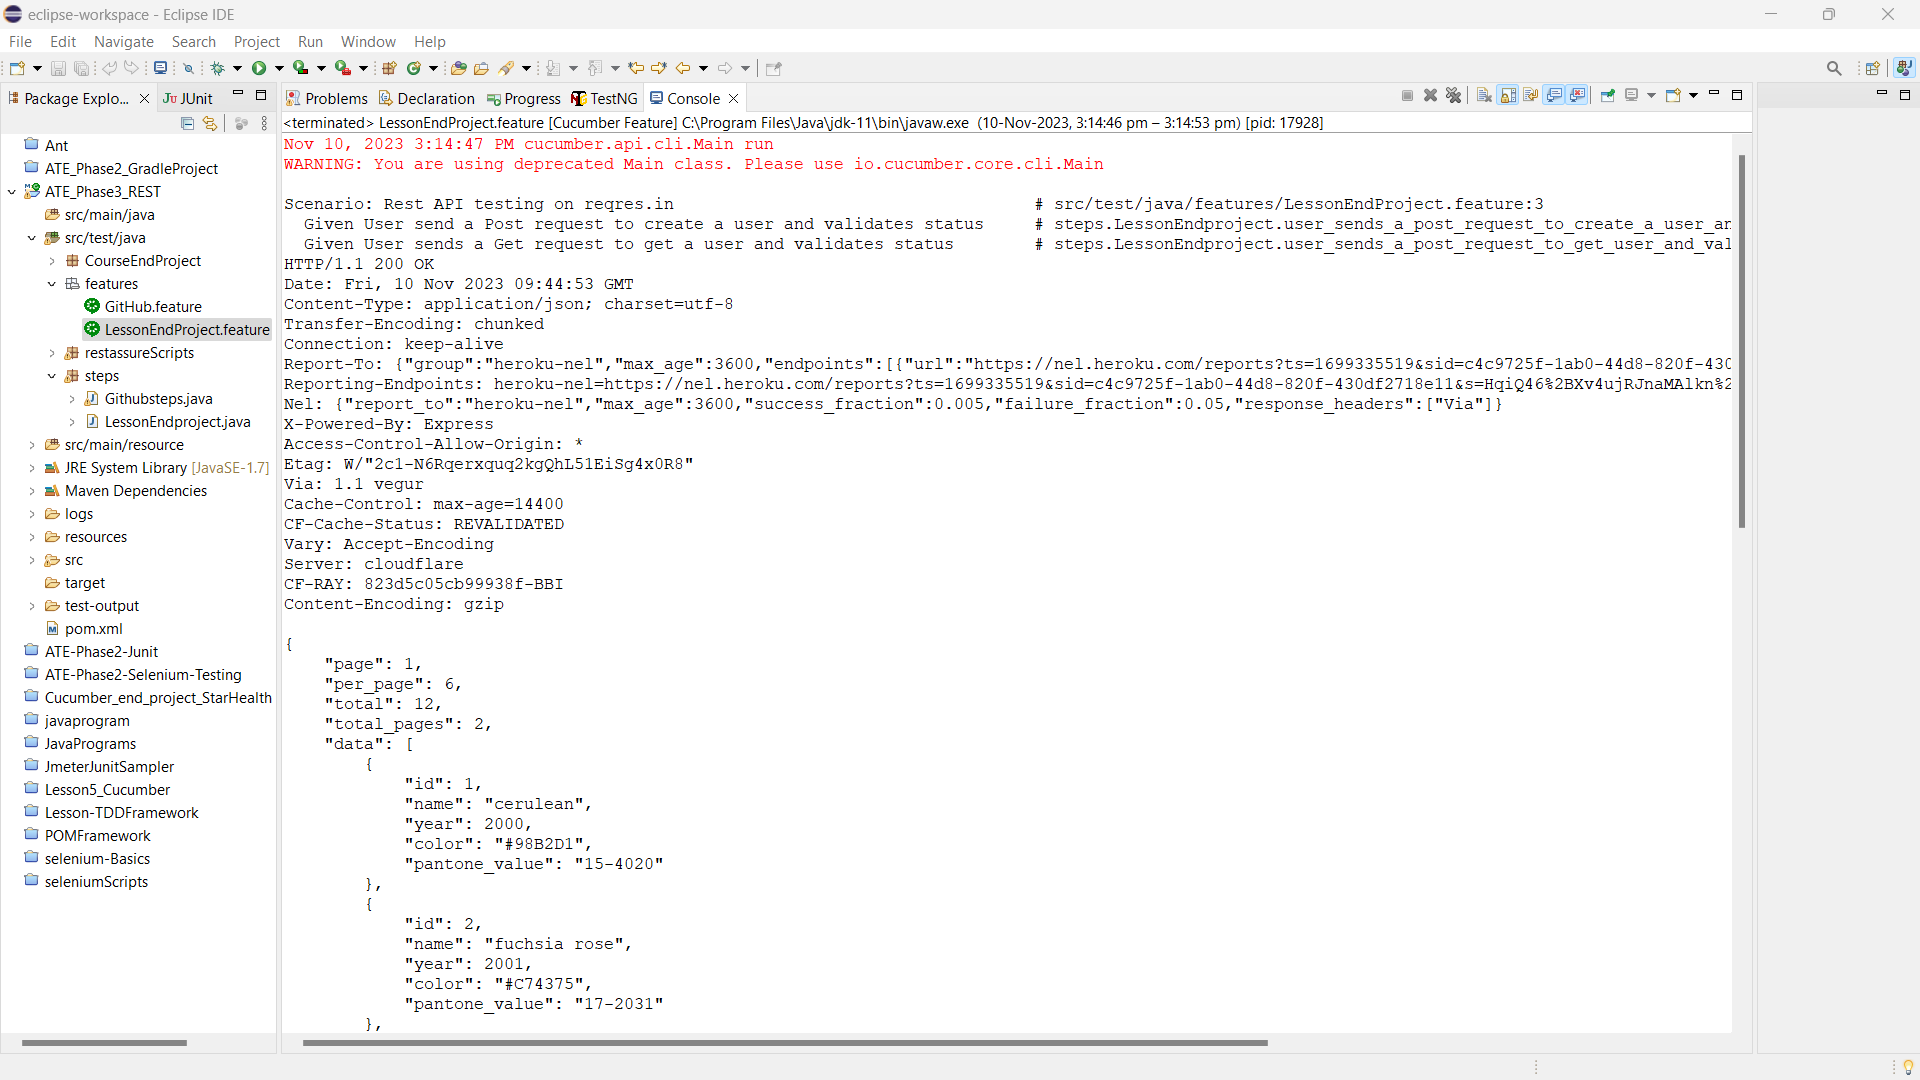 eclipse-workspace - Eclipse IDE
File Edit Navigate Search Project Run Window Help
Package Explo... JUnit
Problems Declaration Progress TestNG Console
<terminated> LessonEndProject.feature [Cucumber Feature] C:\Program Files\Java\jdk-11\bin\javaw.exe (10-Nov-2023, 3:14:46 pm – 3:14:53 pm) [pid: 17928]
Ant
ATE_Phase2_GradleProject
ATE_Phase3_REST
src/main/java
src/test/java
CourseEndProject
features
GitHub.feature
LessonEndProject.feature
restassureScripts
steps
Githubsteps.java
LessonEndproject.java
src/main/resource
JRE System Library [JavaSE-1.7]
Maven Dependencies
logs
resources
src
target
test-output
pom.xml
ATE-Phase2-Junit
ATE-Phase2-Selenium-Testing
Cucumber_end_project_StarHealth
javaprogram
JavaPrograms
JmeterJunitSampler
Lesson5_Cucumber
Lesson-TDDFramework
POMFramework
selenium-Basics
seleniumScripts
Nov 10, 2023 3:14:47 PM cucumber.api.cli.Main run
WARNING: You are using deprecated Main class. Please use io.cucumber.core.cli.Main
Scenario: Rest API testing on reqres.in # src/test/java/features/LessonEndProject.feature:3
Given User send a Post request to create a user and validates status # steps.LessonEndproject.user_sends_a_post_request_to_create_a_user_an
Given User sends a Get request to get a user and validates status # steps.LessonEndproject.user_sends_a_post_request_to_get_user_and_val
HTTP/1.1 200 OK
Date: Fri, 10 Nov 2023 09:44:53 GMT
Content-Type: application/json; charset=utf-8
Transfer-Encoding: chunked
Connection: keep-alive
Report-To: {"group":"heroku-nel","max_age":3600,"endpoints":[{"url":"https://nel.heroku.com/reports?ts=1699335519&sid=c4c9725f-1ab0-44d8-820f-430
Reporting-Endpoints: heroku-nel=https://nel.heroku.com/reports?ts=1699335519&sid=c4c9725f-1ab0-44d8-820f-430df2718e11&s=HqiQ46%2BXv4ujRJnaMAlkn%2
Nel: {"report_to":"heroku-nel","max_age":3600,"success_fraction":0.005,"failure_fraction":0.05,"response_headers":["Via"]}
X-Powered-By: Express
Access-Control-Allow-Origin: *
Etag: W/"2c1-N6Rqerxquq2kgQhL51EiSg4x0R8"
Via: 1.1 vegur
Cache-Control: max-age=14400
CF-Cache-Status: REVALIDATED
Vary: Accept-Encoding
Server: cloudflare
CF-RAY: 823d5c05cb99938f-BBI
Content-Encoding: gzip
{
"page": 1,
"per_page": 6,
"total": 12,
"total_pages": 2,
"data": [
{
"id": 1,
"name": "cerulean",
"year": 2000,
"color": "#98B2D1",
"pantone_value": "15-4020"
},
{
"id": 2,
"name": "fuchsia rose",
"year": 2001,
"color": "#C74375",
"pantone_value": "17-2031"
},